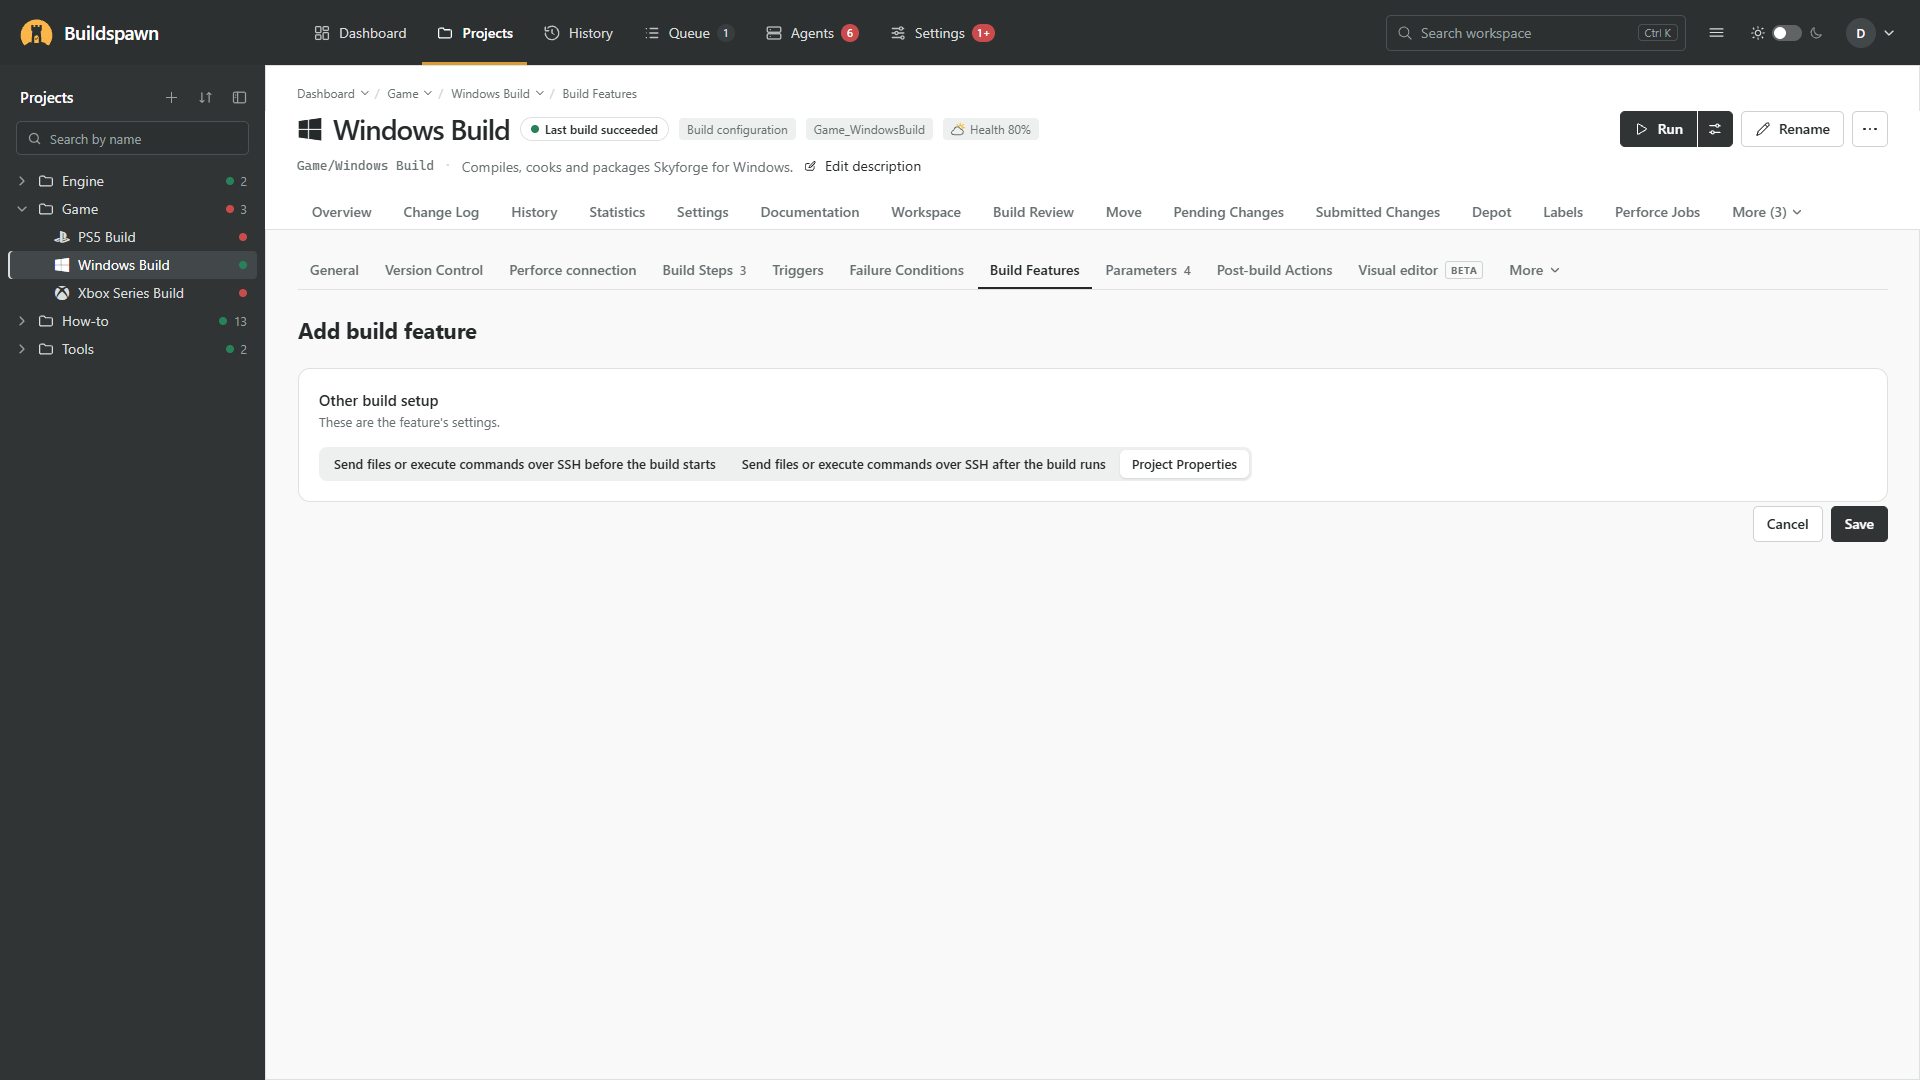 Buildspawn
Dashboard
Projects
History
Queue 1
Agents 6
Settings 1+
Search workspace Ctrl K
D
Projects
Search by name
Engine 2
Game 3
PS5 Build
Windows Build
Xbox Series Build
How-to 13
Tools 2
Dashboard / Game / Windows Build / Build Features
Windows Build
Last build succeeded
Build configuration
Game_WindowsBuild
Health 80%
Run
Rename
Game/Windows Build · Compiles, cooks and packages Skyforge for Windows. Edit description
Overview Change Log History Statistics Settings Documentation Workspace Build Review Move Pending Changes Submitted Changes Depot Labels Perforce Jobs More (3)
General Version Control Perforce connection Build Steps 3 Triggers Failure Conditions Build Features Parameters 4 Post-build Actions Visual editor BETA More
Add build feature
Other build setup
These are the feature's settings.
Send files or execute commands over SSH before the build starts Send files or execute commands over SSH after the build runs Project Properties
Cancel Save